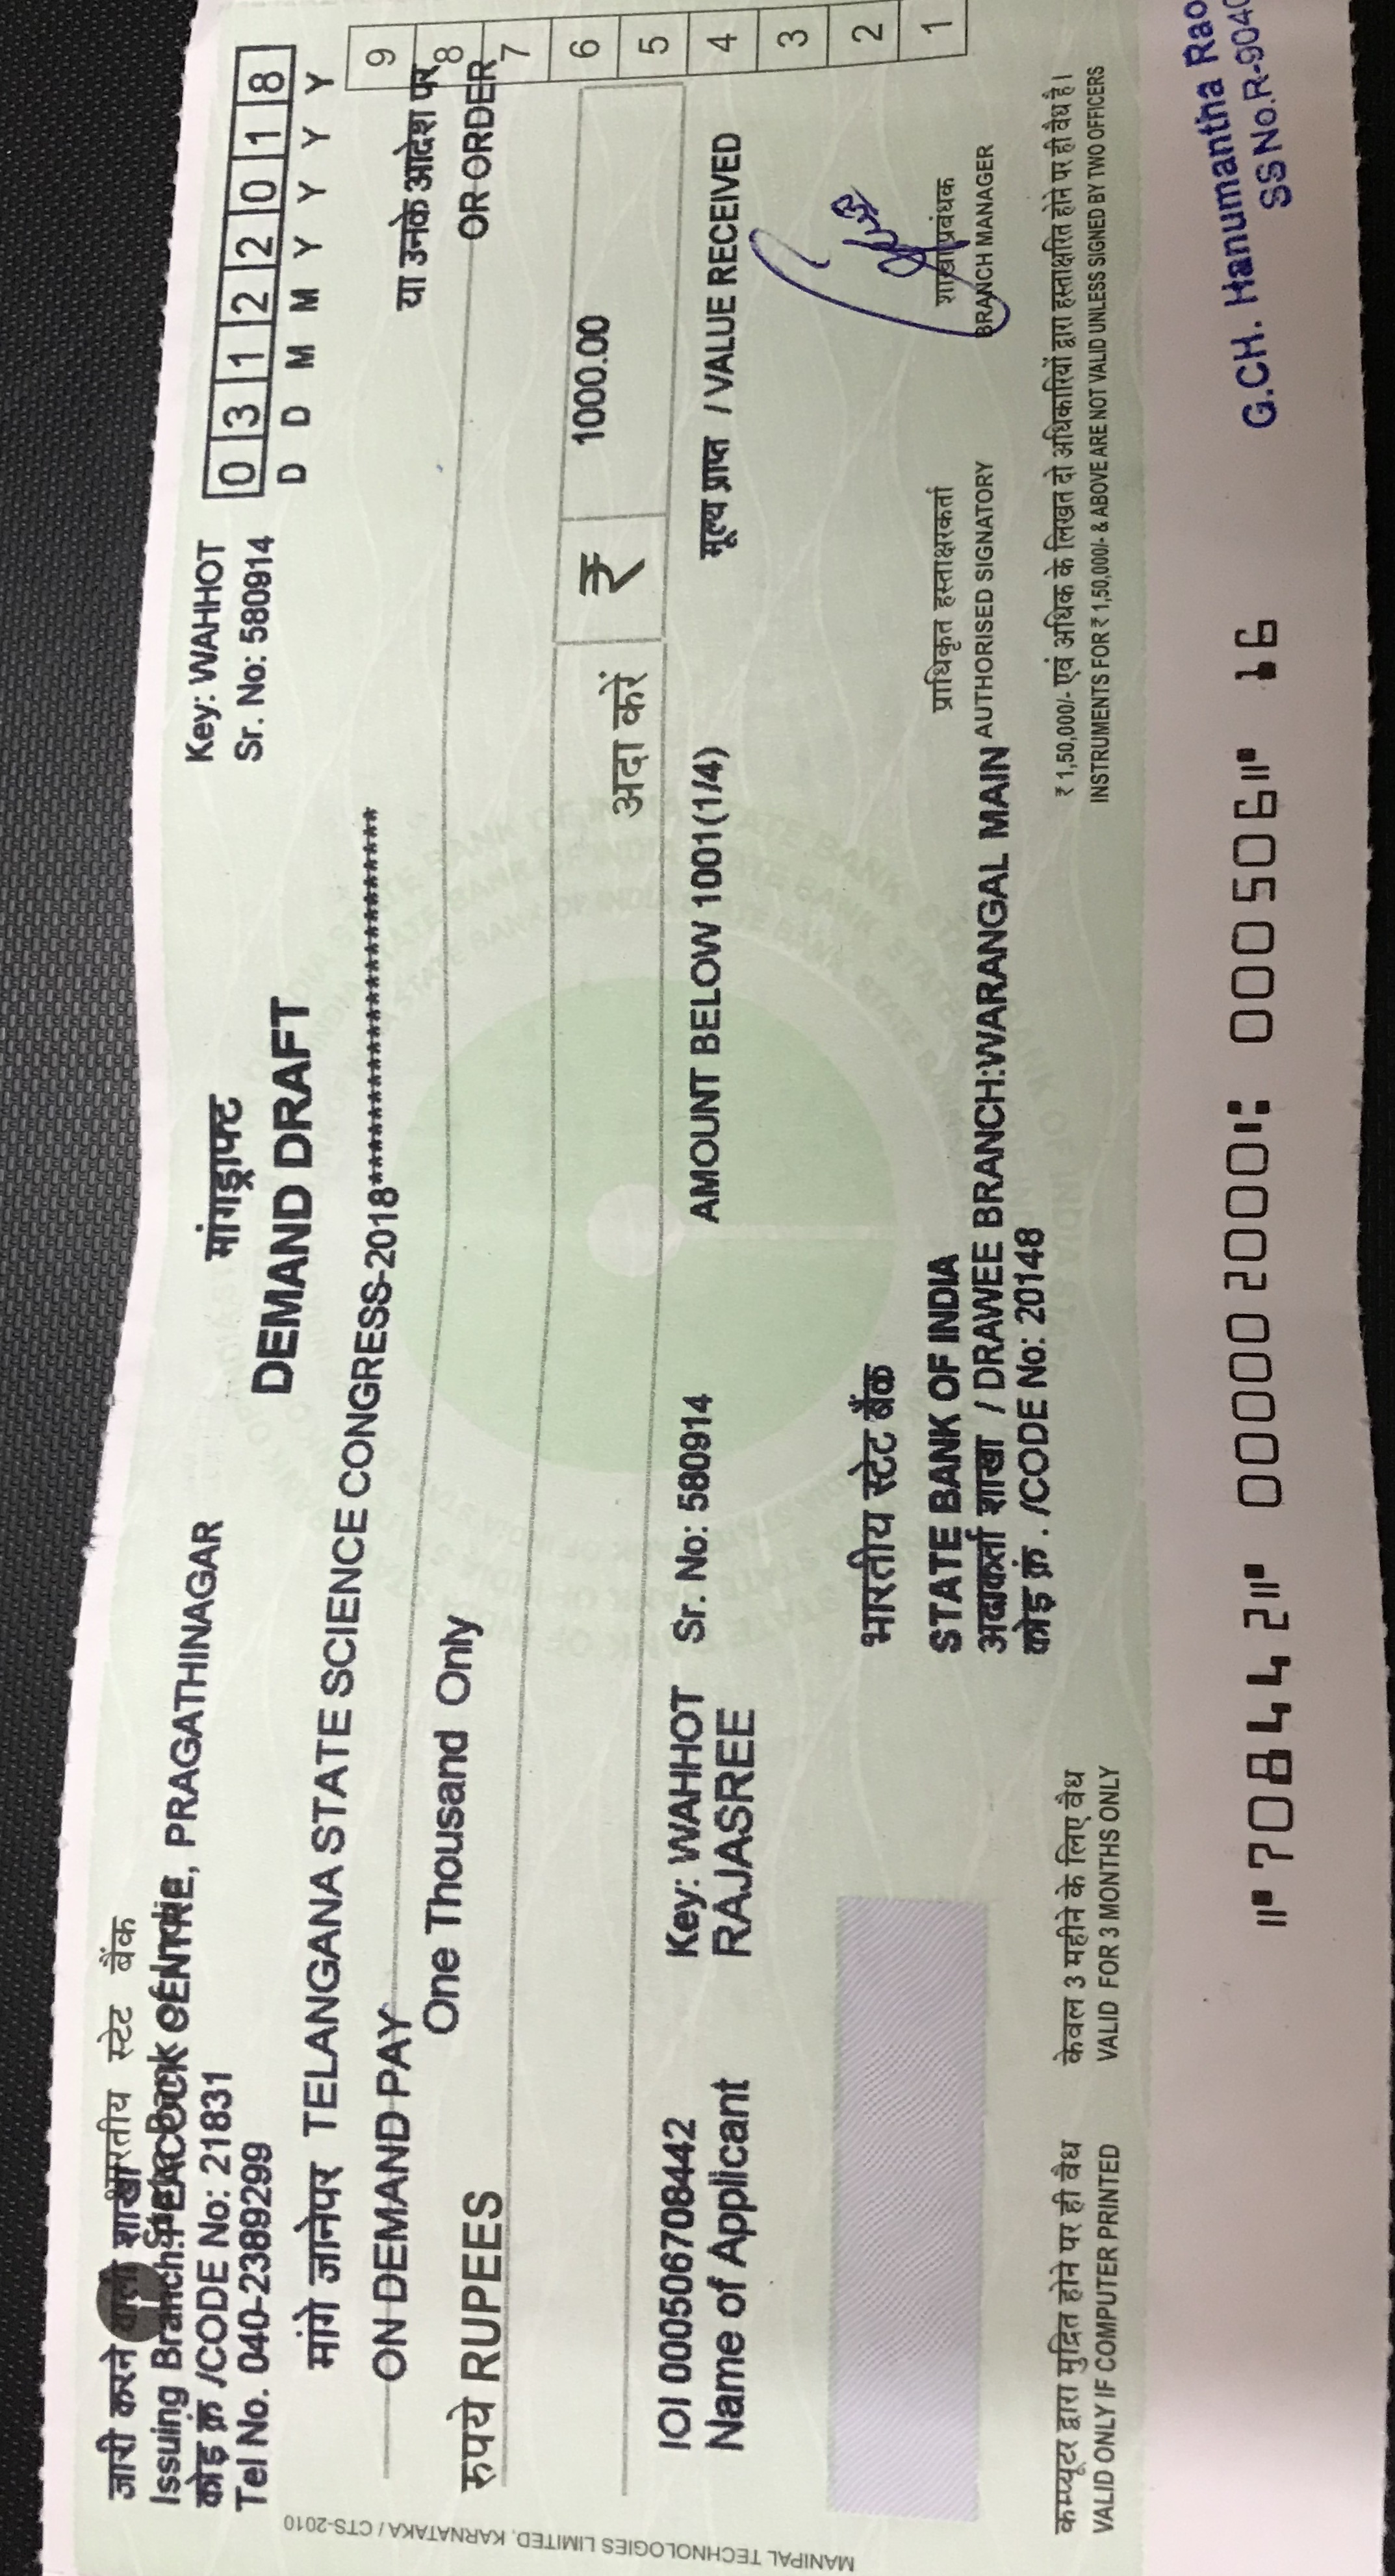 जारी करने वाली शाखा भारतीय स्टेट बैंक
Issuing Branch: PEACOCK CENTRE, PRAGATHINAGAR
कोड क्र /CODE No: 21831
Tel No. 040-2389299
मांगड्राफ्ट
DEMAND DRAFT
Key: WAHHOT
Sr. No: 580914
0 3 1 2 2 0 1 8
D D M M Y Y Y Y
मांगे जानेपर TELANGANA STATE SCIENCE CONGRESS-2018********************************
ON DEMAND PAY
या उनके आदेश पर
OR ORDER
रुपये RUPEES One Thousand Only
अदा करें ₹ 1000.00
9
8
7
6
5
4
3
2
1
IOI 000506708442 Key: WAHHOT Sr. No: 580914 AMOUNT BELOW 1001(1/4)
Name of Applicant RAJASREE
मूल्य प्राप्त / VALUE RECEIVED
भारतीय स्टेट बैंक
STATE BANK OF INDIA
अदाकर्ता शाखा / DRAWEE BRANCH:WARANGAL MAIN
कोड क्रं . /CODE No: 20148
प्राधिकृत हस्ताक्षरकर्ता
AUTHORISED SIGNATORY
शाखा प्रबंधक
BRANCH MANAGER
कम्प्यूटर द्वारा मुद्रित होने पर ही वैध
VALID ONLY IF COMPUTER PRINTED
केवल 3 महीने के लिए वैध
VALID FOR 3 MONTHS ONLY
₹ 1,50,000/- एवं अधिक के लिखत दो अधिकारियों द्वारा हस्ताक्षरित होने पर ही वैध है।
INSTRUMENTS FOR ₹ 1,50,000/- & ABOVE ARE NOT VALID UNLESS SIGNED BY TWO OFFICERS
⑈708442⑈ 000002000⑆ 000506⑈ 16
G.CH. Hanumantha Rao
SS No.R-904
MANIPAL TECHNOLOGIES LIMITED, KARNATAKA / CTS-2010